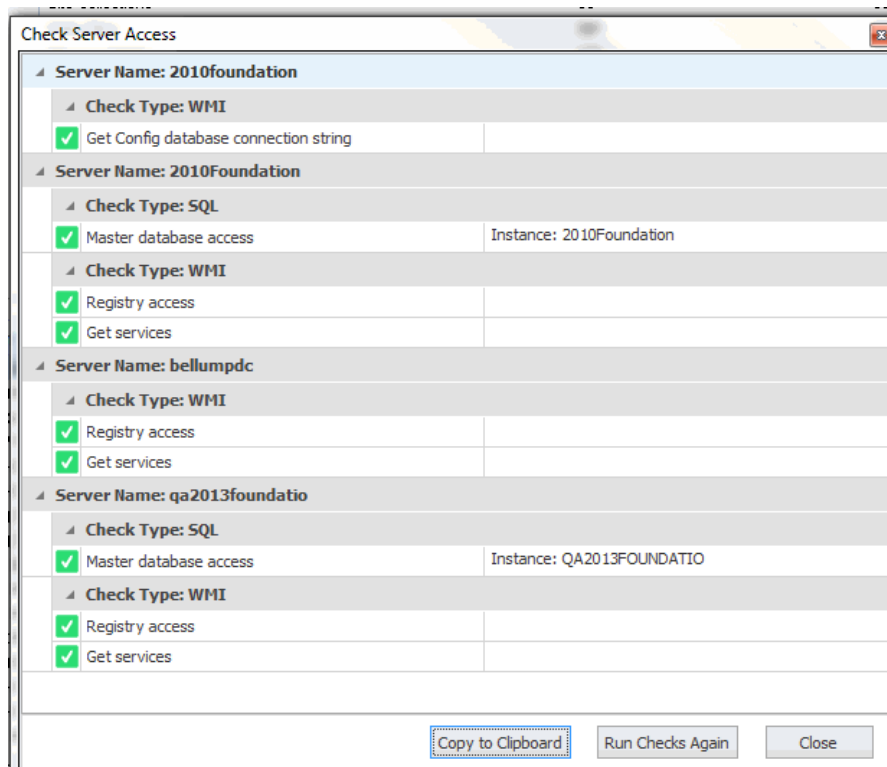 Check Server Access
Server Name: 2010foundation
Check Type: WMI
Get Config database connection string
Server Name: 2010Foundation
Check Type: SQL
Master database access Instance: 2010Foundation
Check Type: WMI
Registry access
Get services
Server Name: bellumpdc
Check Type: WMI
Registry access
Get services
Server Name: qa2013foundatio
Check Type: SQL
Master database access Instance: QA2013FOUNDATIO
Check Type: WMI
Registry access
Get services
Copy to Clipboard Run Checks Again Close